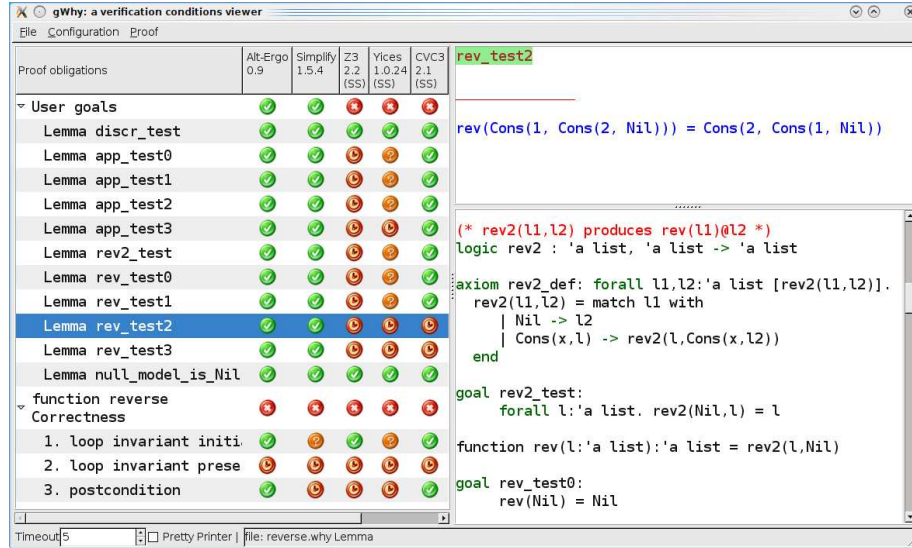 gWhy: a verification conditions viewer
File Configuration Proof
Proof obligations
Alt-Ergo 0.9
Simplify 1.5.4
Z3 2.2 (SS)
Yices 1.0.24 (SS)
CVC3 2.1 (SS)
User goals
Lemma discr_test
Lemma app_test0
Lemma app_test1
Lemma app_test2
Lemma app_test3
Lemma rev2_test
Lemma rev_test0
Lemma rev_test1
Lemma rev_test2
Lemma rev_test3
Lemma null_model_is_Nil
function reverse
Correctness
1. loop invariant initi
2. loop invariant prese
3. postcondition
Timeout 5
Pretty Printer | file: reverse.why Lemma
rev_test2
rev(Cons(1, Cons(2, Nil))) = Cons(2, Cons(1, Nil))
(* rev2(l1,l2) produces rev(l1)@l2 *)
logic rev2 : 'a list, 'a list -> 'a list
axiom rev2_def: forall l1,l2:'a list [rev2(l1,l2)].
rev2(l1,l2) = match l1 with
| Nil -> l2
| Cons(x,l) -> rev2(l,Cons(x,l2))
end
goal rev2_test:
forall l:'a list. rev2(Nil,l) = l
function rev(l:'a list):'a list = rev2(l,Nil)
goal rev_test0:
rev(Nil) = Nil